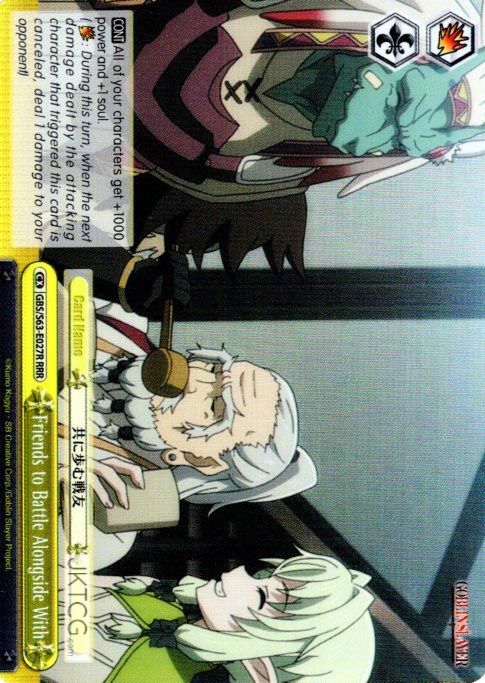 CONT All of your characters get +1000
power and +1 soul.
( : During this turn, when the next
damage dealt by the attacking
character that triggered this card is
canceled, deal 1 damage to your
opponent)
CX GBS/S63-E027R RRR
Friends to Battle Alongside With
Card Name
共に歩む戦友
JKTCG.com
©Kumo Kagyu・SB Creative Corp./Goblin Slayer Project.
GOBLIN SLAYER